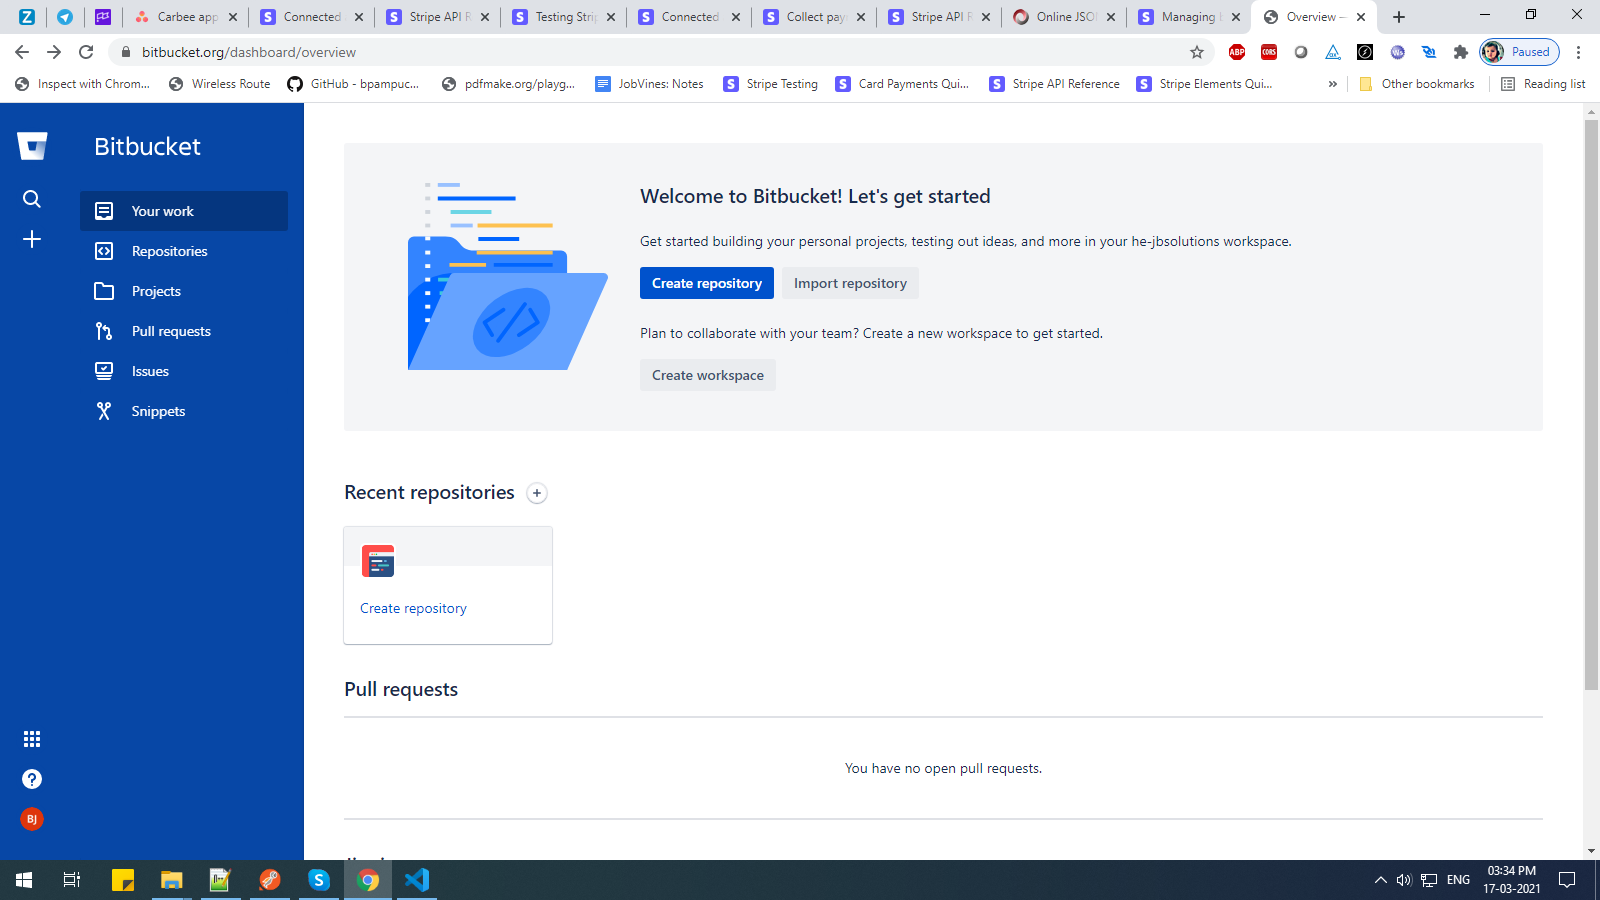 Carbee app
Connected
Stripe API R
Testing Strip
Connected
Collect payn
Stripe API R
Online JSON
Managing b
Overview —
bitbucket.org/dashboard/overview
ABP
CORS
Paused
Inspect with Chrom...
Wireless Route
GitHub - bpampuc...
pdfmake.org/playg...
JobVines: Notes
Stripe Testing
Card Payments Qui...
Stripe API Reference
Stripe Elements Qui...
»
Other bookmarks
Reading list
Bitbucket
Your work
Repositories
Projects
Pull requests
Issues
Snippets
BJ
Welcome to Bitbucket! Let's get started
Get started building your personal projects, testing out ideas, and more in your he-jbsolutions workspace.
Create repository
Import repository
Plan to collaborate with your team? Create a new workspace to get started.
Create workspace
Recent repositories
Create repository
Pull requests
You have no open pull requests.
ENG
03:34 PM
17-03-2021